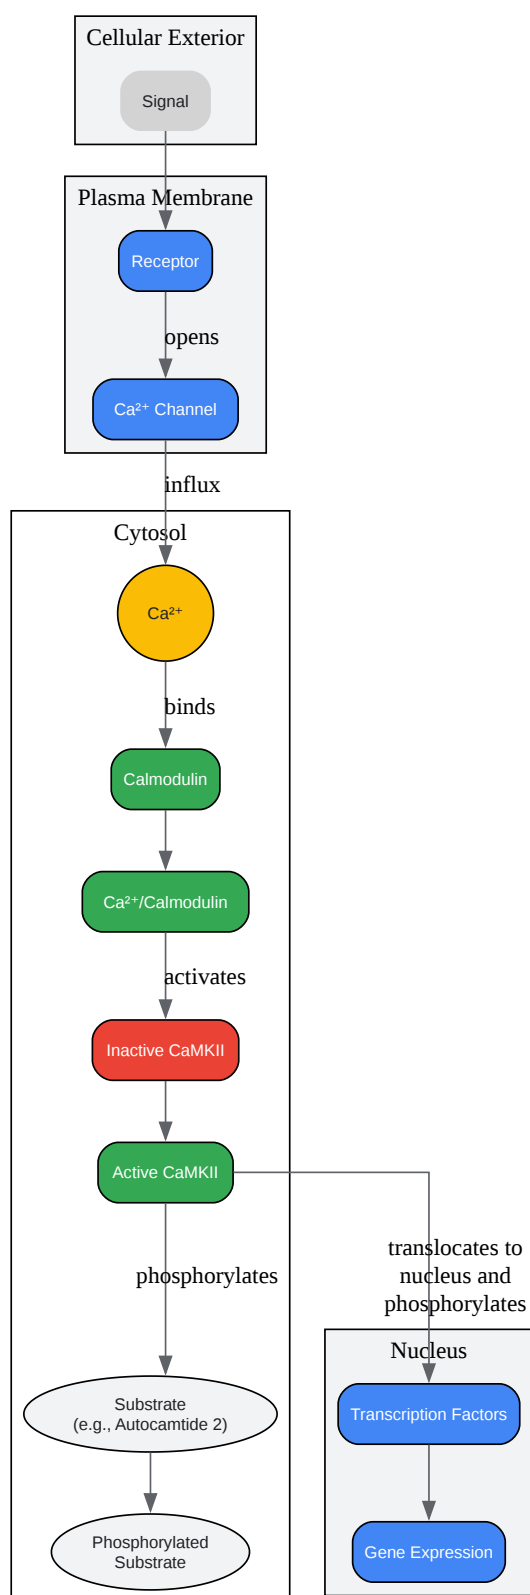 Cellular Exterior
Signal
Plasma Membrane
Receptor
opens
Ca²⁺ Channel
influx
Cytosol
Ca²⁺
binds
Calmodulin
Ca²⁺/Calmodulin
activates
Inactive CaMKII
Active CaMKII
phosphorylates
translocates to
nucleus and
phosphorylates
Nucleus
Substrate
(e.g., Autocamtide 2)
Transcription Factors
Phosphorylated
Substrate
Gene Expression